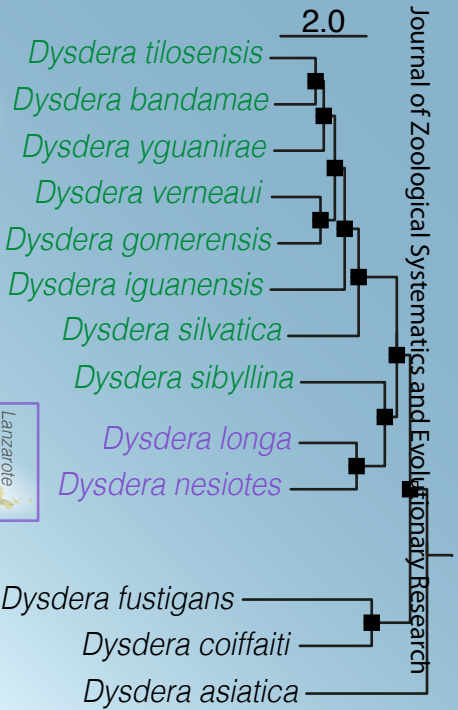 2.0
Dysdera tilosensis
Dysdera bandamae
Dysdera yguanirae
Dysdera verneaui
Dysdera gomerensis
Dysdera iguanensis
Dysdera silvatica
Dysdera sibyllina
Dysdera longa
Dysdera nesiotes
Dysdera fustigans
Dysdera coiffaiti
Dysdera asiatica
Lanzarote
Journal of Zoological Systematics and Evolutionary Research